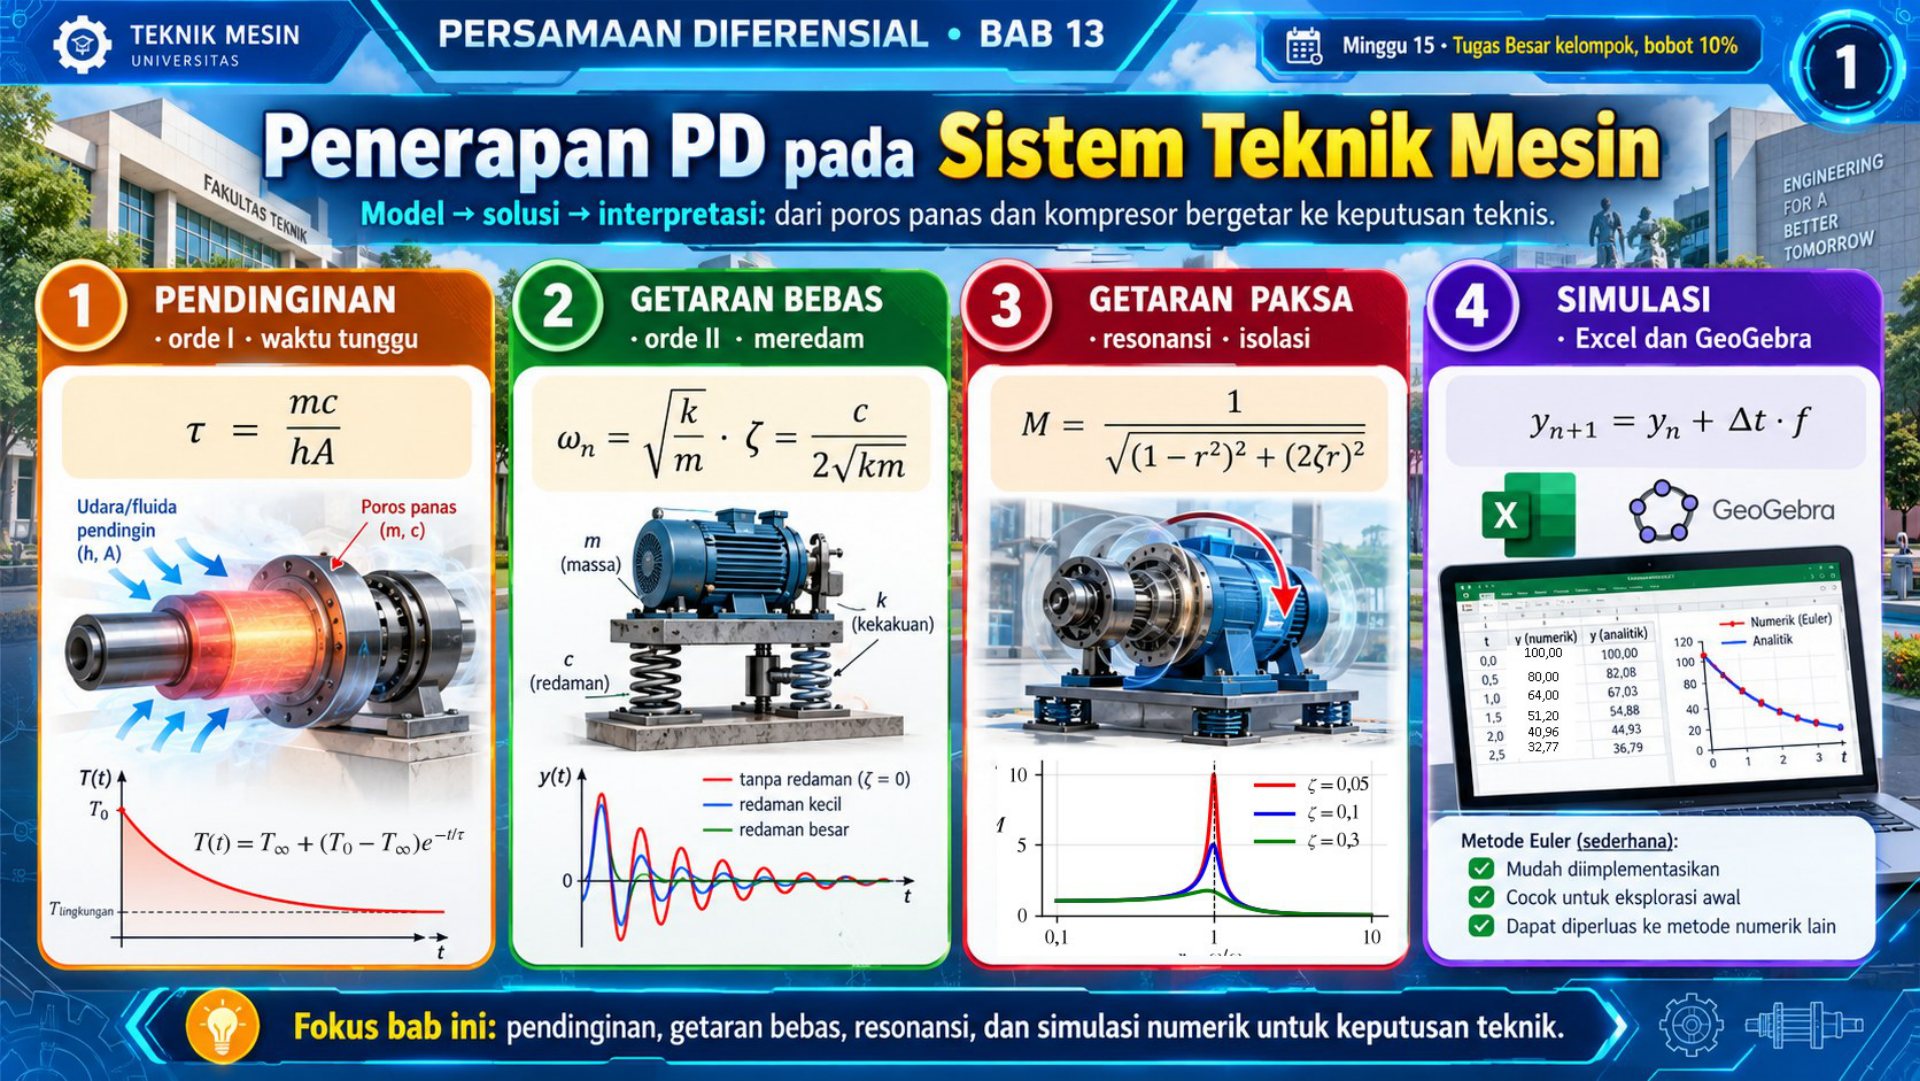 TEKNIK MESIN
UNIVERSITAS
PERSAMAAN DIFERENSIAL • BAB 13
Minggu 15 • Tugas Besar kelompok, bobot 10%
1
Penerapan PD pada Sistem Teknik Mesin
Model → solusi → interpretasi: dari poros panas dan kompresor bergetar ke keputusan teknis.
FAKULTAS TEKNIK
ENGINEERING
FOR A
BETTER
TOMORROW
1 PENDINGINAN
· orde I · waktu tunggu
τ = mc / hA
Udara/fluida
pendingin
(h, A)
Poros panas
(m, c)
T(t)
T₀
T(t) = T∞ + (T₀ − T∞)e^(−t/τ)
T lingkungan
t
2 GETARAN BEBAS
· orde II · meredam
ωₙ = √(k/m) · ζ = c / 2√km
m
(massa)
k
(kekakuan)
c
(redaman)
y(t)
tanpa redaman (ζ = 0)
redaman kecil
redaman besar
0
t
3 GETARAN PAKSA
· resonansi · isolasi
M = 1 / √((1 − r²)² + (2ζr)²)
10
5
0
ζ = 0,05
ζ = 0,1
ζ = 0,3
0,1 1 10
4 SIMULASI
· Excel dan GeoGebra
yₙ₊₁ = yₙ + Δt · f
X
GeoGebra
t y (numerik) y (analitik)
0,0 100,00 100,00
0,5 80,00 82,08
1,0 64,00 67,03
1,5 51,20 54,88
2,0 40,96 44,93
2,5 32,77 36,79
Numerik (Euler)
Analitik
120
100
80
40
20
0
0 1 2 3 t
Metode Euler (sederhana):
Mudah diimplementasikan
Cocok untuk eksplorasi awal
Dapat diperluas ke metode numerik lain
Fokus bab ini: pendinginan, getaran bebas, resonansi, dan simulasi numerik untuk keputusan teknik.